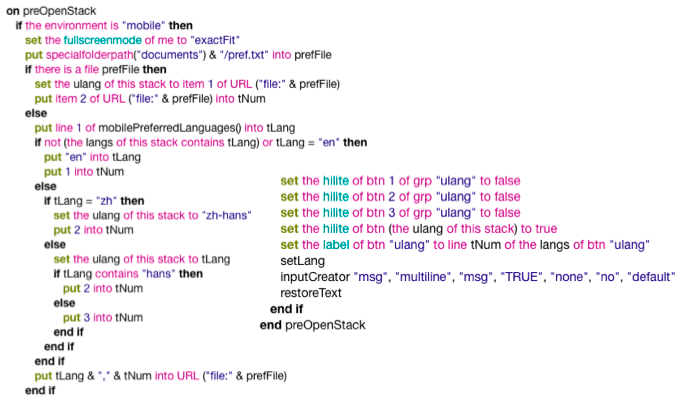 on preOpenStack
if the environment is "mobile" then
set the fullscreenmode of me to "exactFit"
put specialfolderpath("documents") & "/pref.txt" into prefFile
if there is a file prefFile then
set the ulang of this stack to item 1 of URL ("file:" & prefFile)
put item 2 of URL ("file:" & prefFile) into tNum
else
put line 1 of mobilePreferredLanguages() into tLang
if not (the langs of this stack contains tLang) or tLang = "en" then
put "en" into tLang
put 1 into tNum
else
if tLang = "zh" then
set the ulang of this stack to "zh-hans"
put 2 into tNum
else
set the ulang of this stack to tLang
if tLang contains "hans" then
put 2 into tNum
else
put 3 into tNum
end if
end if
end if
put tLang & "," & tNum into URL ("file:" & prefFile)
end if
set the hilite of btn 1 of grp "ulang" to false
set the hilite of btn 2 of grp "ulang" to false
set the hilite of btn 3 of grp "ulang" to false
set the hilite of btn (the ulang of this stack) to true
set the label of btn "ulang" to line tNum of the langs of btn "ulang"
setLang
inputCreator "msg", "multiline", "msg", "TRUE", "none", "no", "default"
restoreText
end if
end preOpenStack